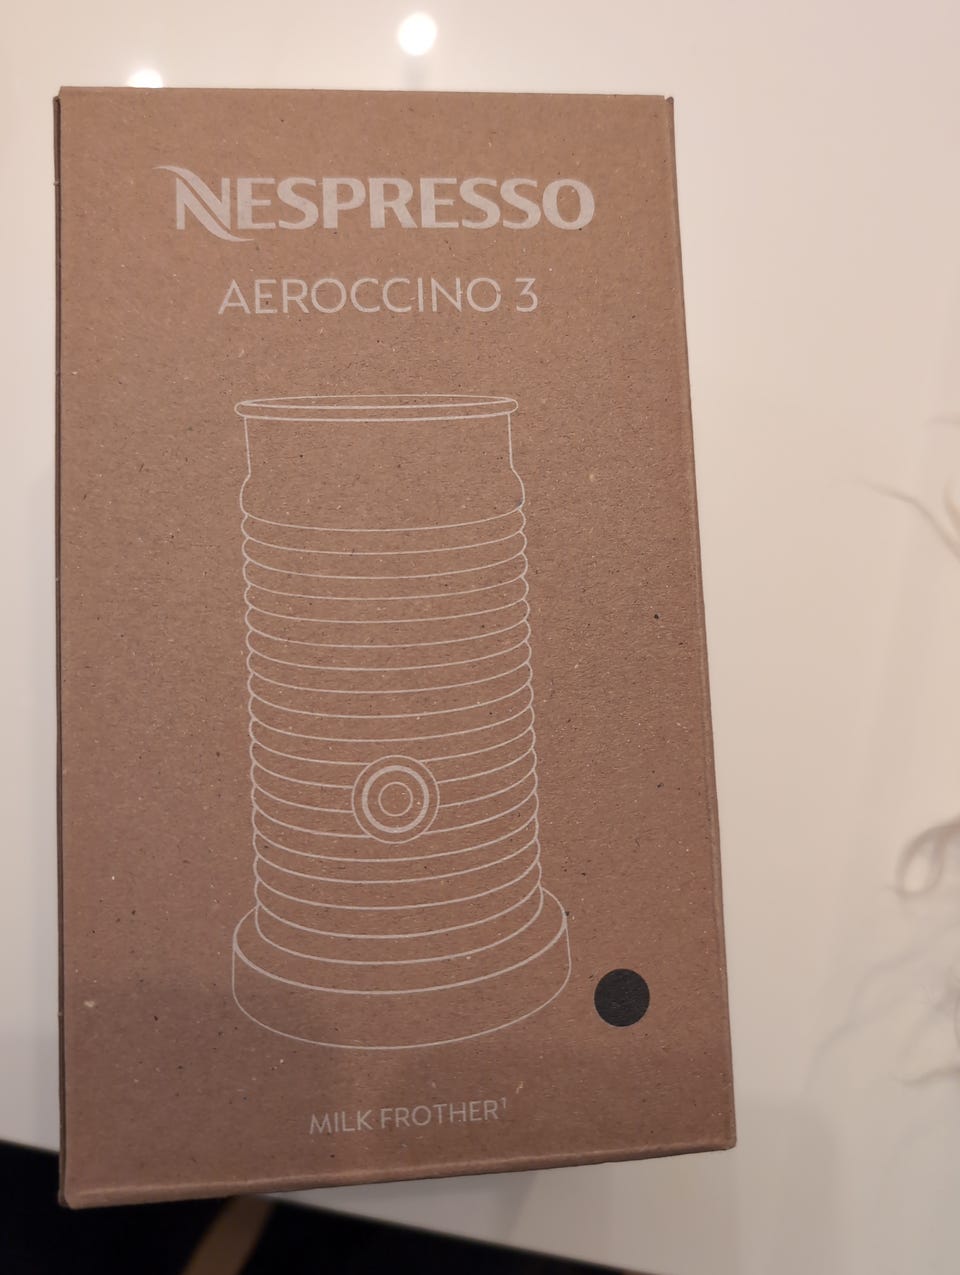 NESPRESSO
AEROCCINO 3
MILK FROTHER¹